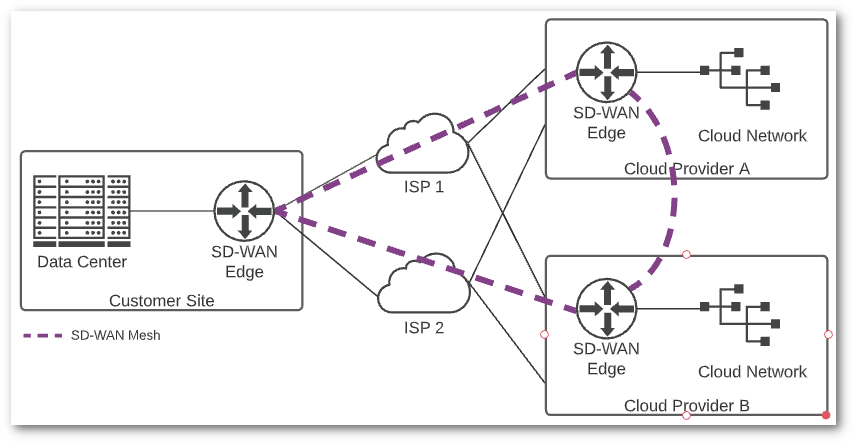 SD-WAN
Edge
Cloud Network
Cloud Provider A
ISP 1
Data Center
SD-WAN
Edge
Customer Site
SD-WAN Mesh
ISP 2
SD-WAN
Edge
Cloud Network
Cloud Provider B